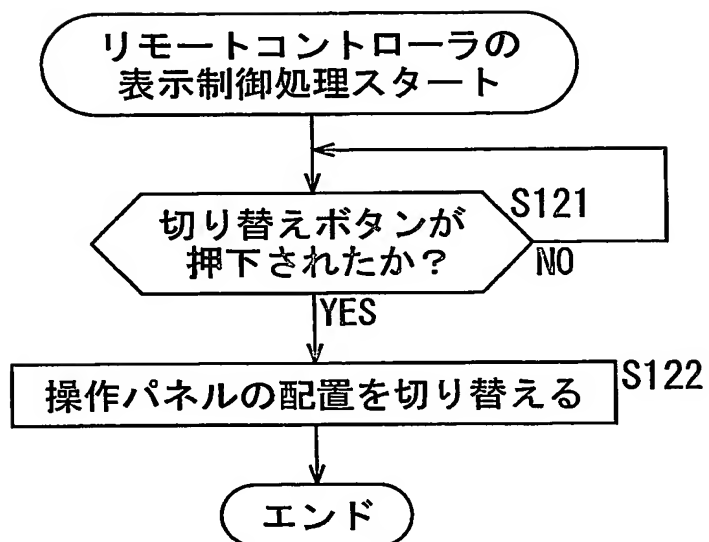 リモートコントローラの
表示制御処理スタート
切り替えボタンが
押下されたか？
S121
NO
YES
操作パネルの配置を切り替える
S122
エンド